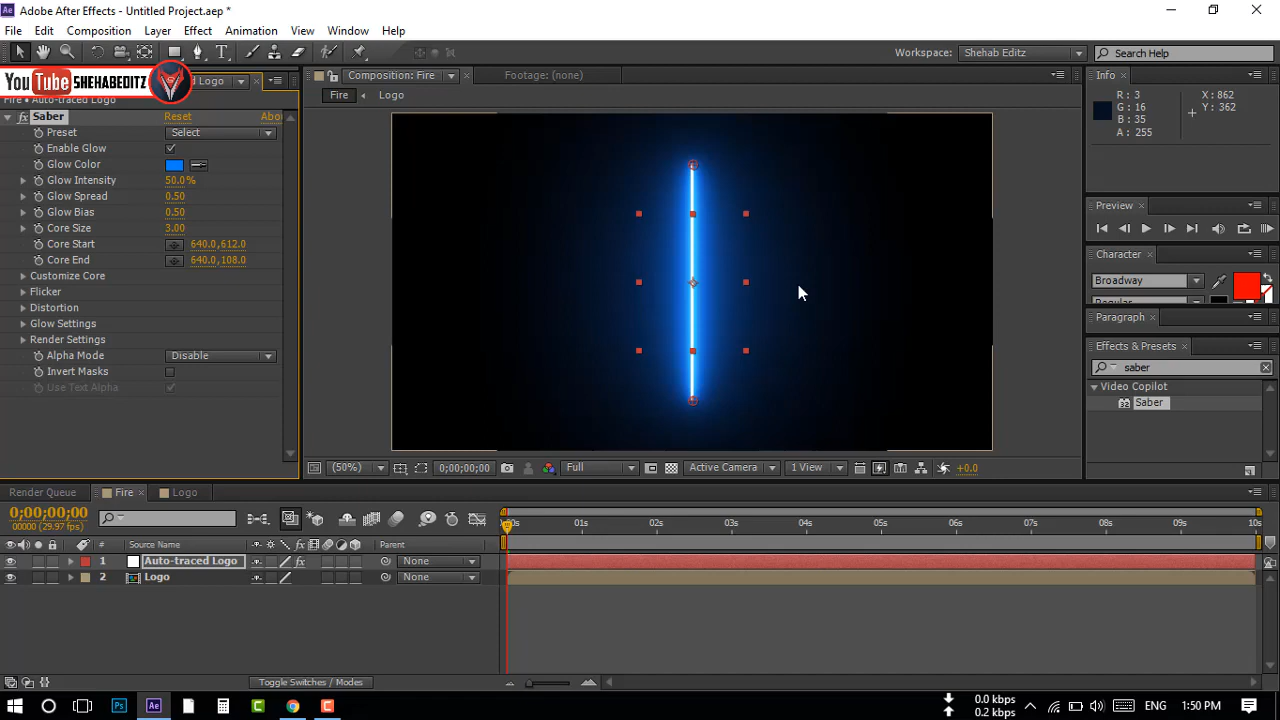 Adobe After Effects - Untitled Project.aep *
File Edit Composition Layer Effect Animation View Window Help
Workspace: Shehab Editz Search Help
YouTube SHEHABEDITZ d Logo
Fire • Auto-traced Logo
Saber Reset Abou
Preset Select
Enable Glow
Glow Color
Glow Intensity 50.0%
Glow Spread 0.50
Glow Bias 0.50
Core Size 3.00
Core Start 640.0,612.0
Core End 640.0,108.0
Customize Core
Flicker
Distortion
Glow Settings
Render Settings
Alpha Mode Disable
Invert Masks
Use Text Alpha
Composition: Fire Footage: (none)
Fire Logo
(50%) 0;00;00;00 Full Active Camera 1 View +0.0
Info
R : 3 X : 862
G : 16 Y : 362
B : 35
A : 255
Preview
Character
Broadway
Regular
Paragraph
Effects & Presets
saber
Video Copilot
32 Saber
Render Queue Fire Logo
0;00;00;00
00000 (29.97 fps)
# Source Name Parent
1 Auto-traced Logo None
2 Logo None
):00s 01s 02s 03s 04s 05s 06s 07s 08s 09s 10s
Toggle Switches / Modes
Ps Ae C C 0.0 kbps 0.2 kbps ENG 1:50 PM